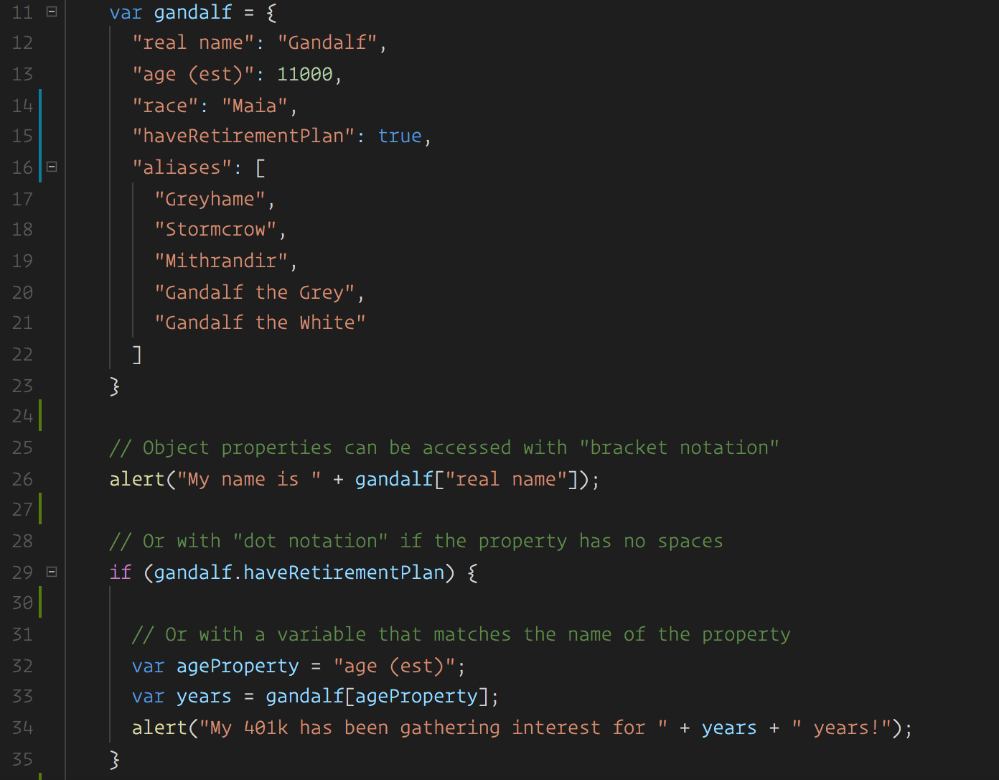 11 var gandalf = {
12 "real name": "Gandalf",
13 "age (est)": 11000,
14 "race": "Maia",
15 "haveRetirementPlan": true,
16 "aliases": [
17 "Greyhame",
18 "Stormcrow",
19 "Mithrandir",
20 "Gandalf the Grey",
21 "Gandalf the White"
22 ]
23 }
24
25 // Object properties can be accessed with "bracket notation"
26 alert("My name is " + gandalf["real name"]);
27
28 // Or with "dot notation" if the property has no spaces
29 if (gandalf.haveRetirementPlan) {
30
31 // Or with a variable that matches the name of the property
32 var ageProperty = "age (est)";
33 var years = gandalf[ageProperty];
34 alert("My 401k has been gathering interest for " + years + " years!");
35 }